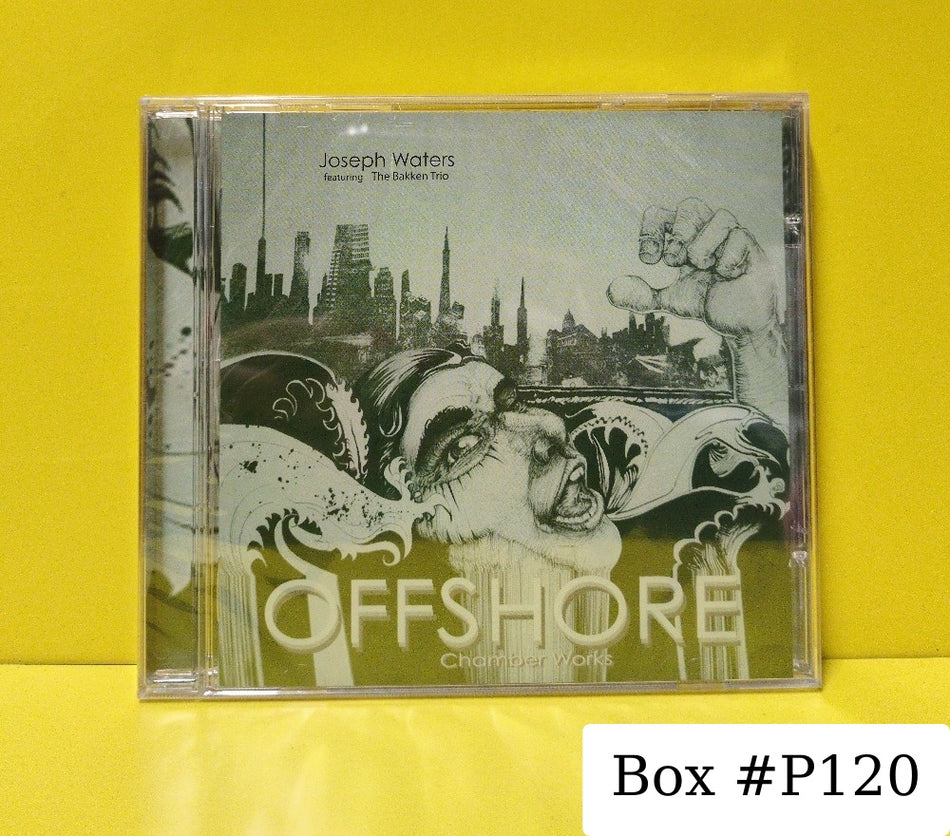 Joseph Waters
featuring The Bakken Trio
OFFSHORE
Chamber Works
Box #P120